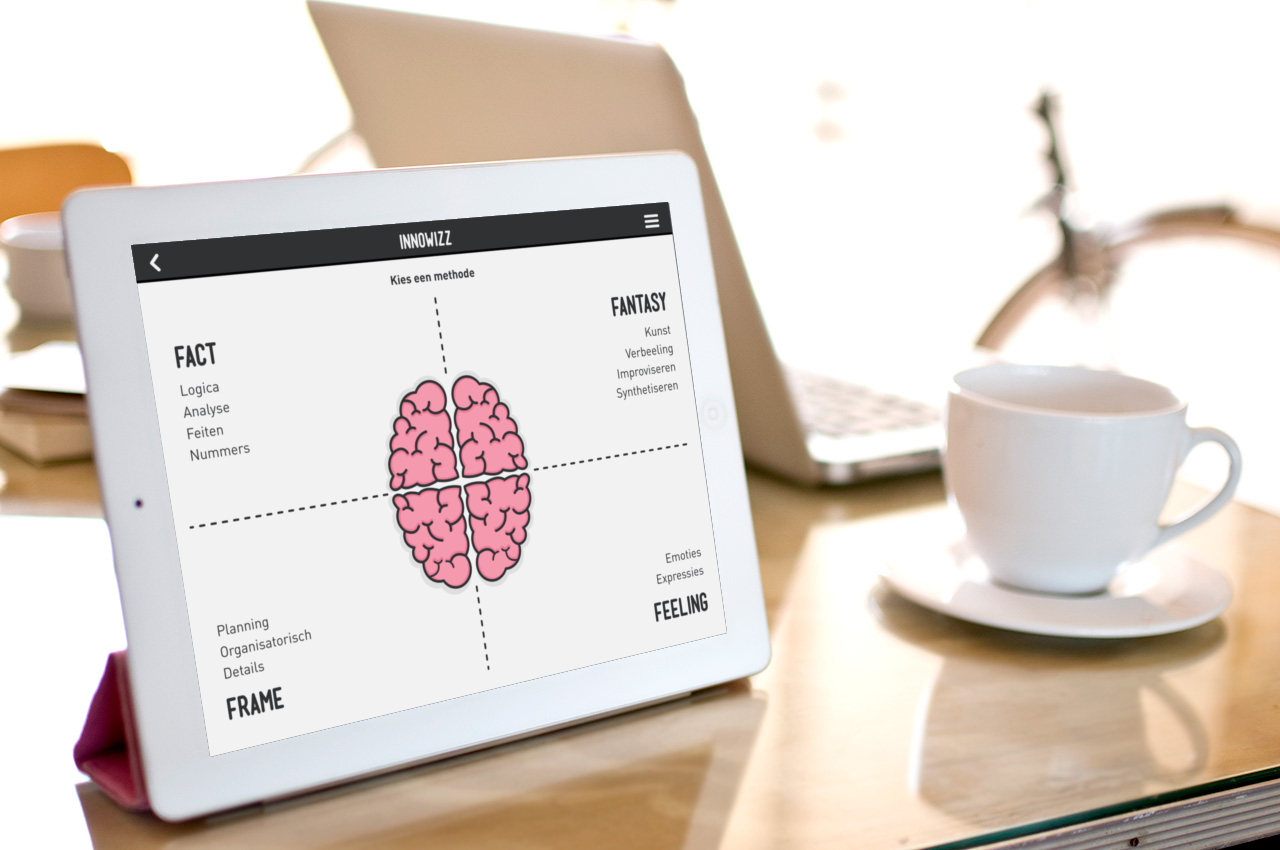 INNOWIZZ
Kies een methode
FACT
Logica
Analyse
Feiten
Nummers
FANTASY
Kunst
Verbeeling
Improviseren
Synthetiseren
Planning
Organisatorisch
Details
FRAME
Emoties
Expressies
FEELING